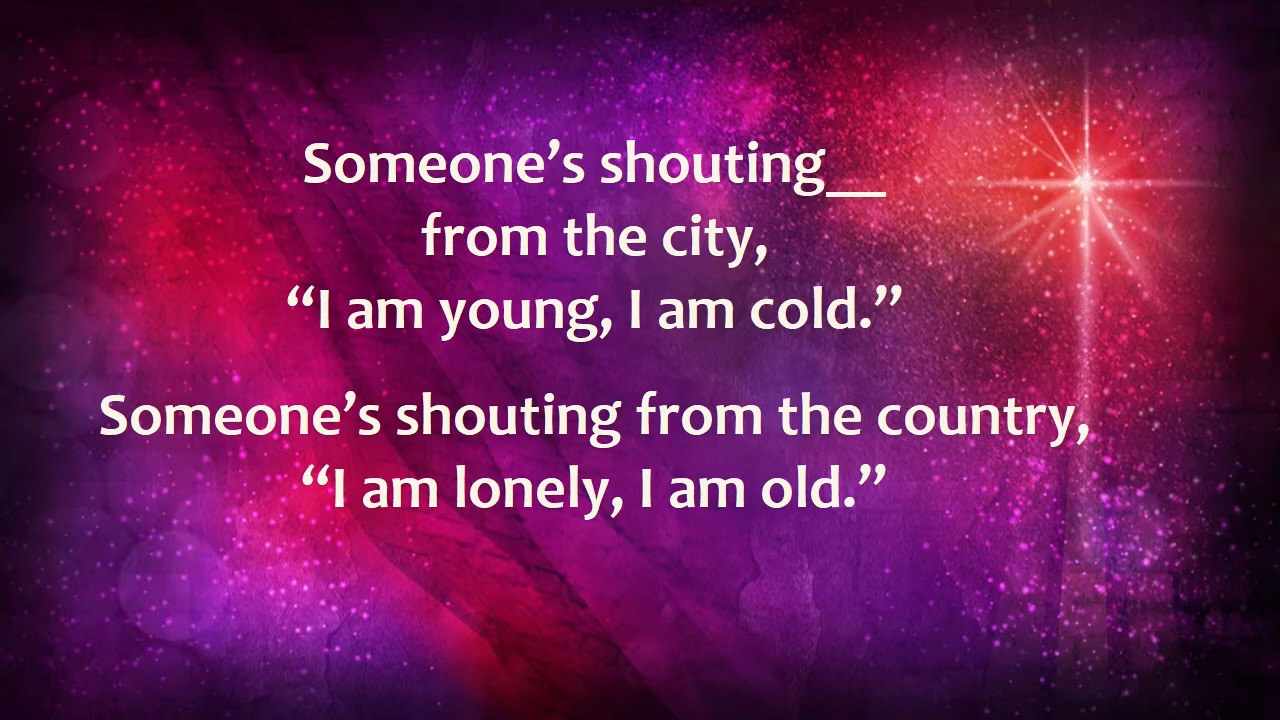 Someone’s shouting__
from the city,
“I am young, I am cold.”
Someone’s shouting from the country,
“I am lonely, I am old.”